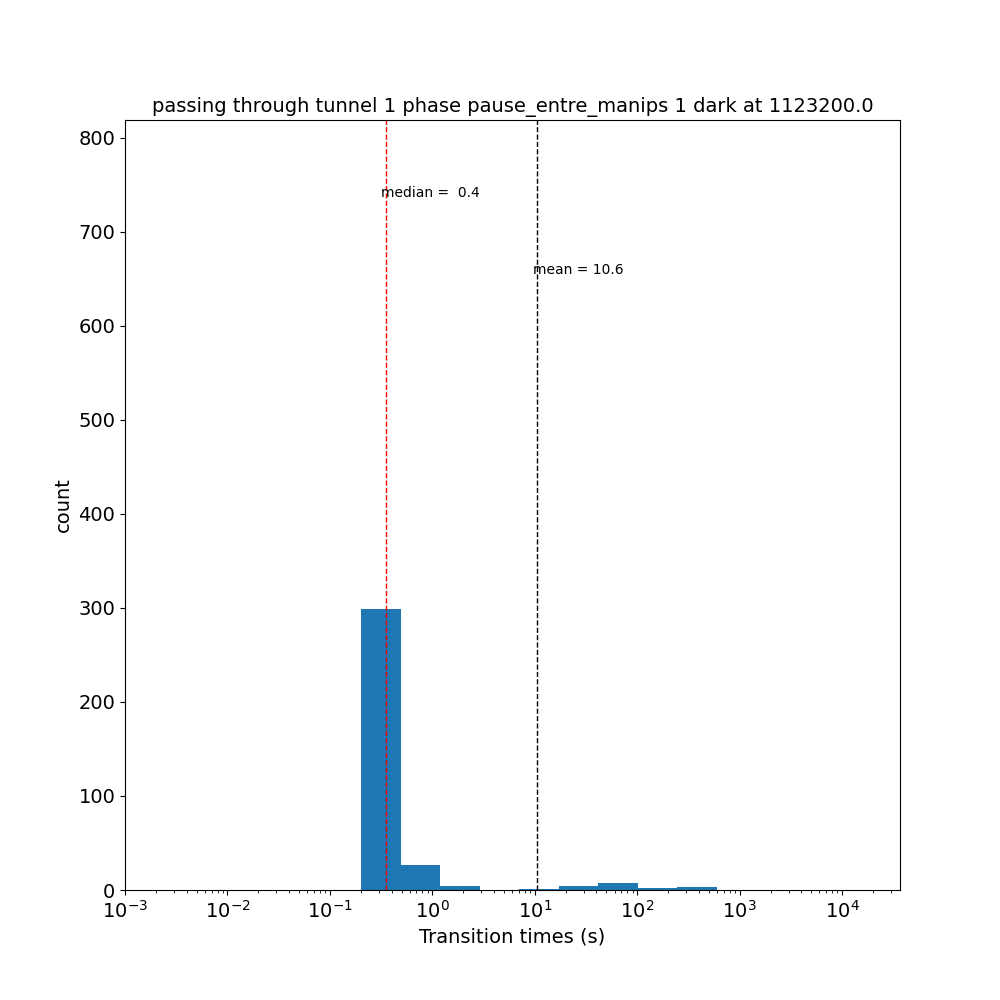 passing through tunnel 1 phase pause_entre_manips 1 dark at 1123200.0
800
median =  0.4
700
mean = 10.6
600
500
count
400
300
200
100
0
10⁻³ 10⁻² 10⁻¹ 10⁰ 10¹ 10² 10³ 10⁴
Transition times (s)